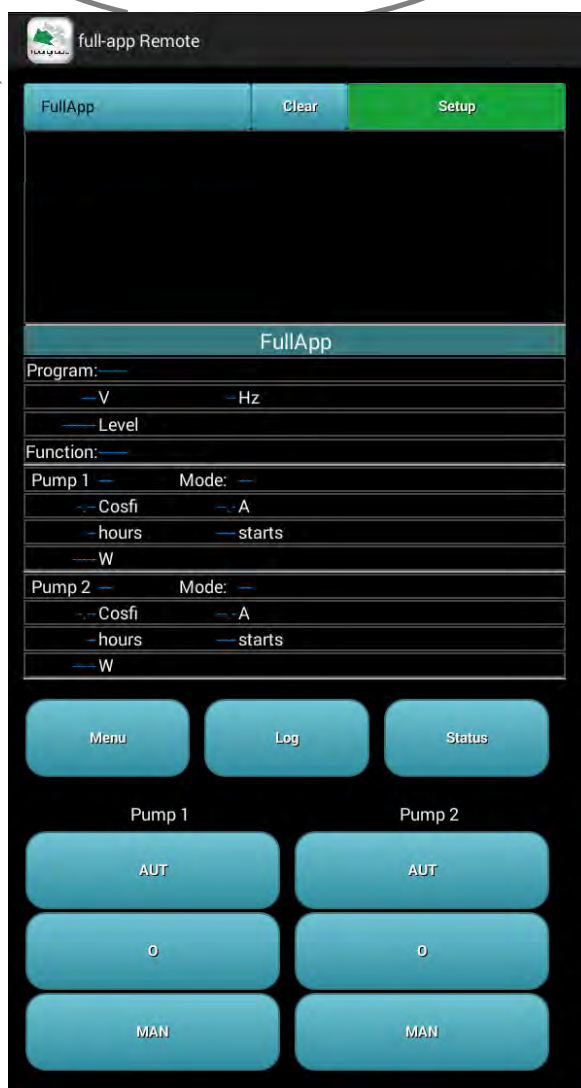 full-app Remote
FullApp Clear Setup
FullApp
Program:---
--V --Hz
----Level
Function:---
Pump 1 -- Mode: --
-.--Cosfi --.-A
--hours ----starts
----W
Pump 2 -- Mode: --
-.--Cosfi --.-A
--hours ----starts
----W
Menu Log Status
Pump 1 Pump 2
AUT AUT
0 0
MAN MAN